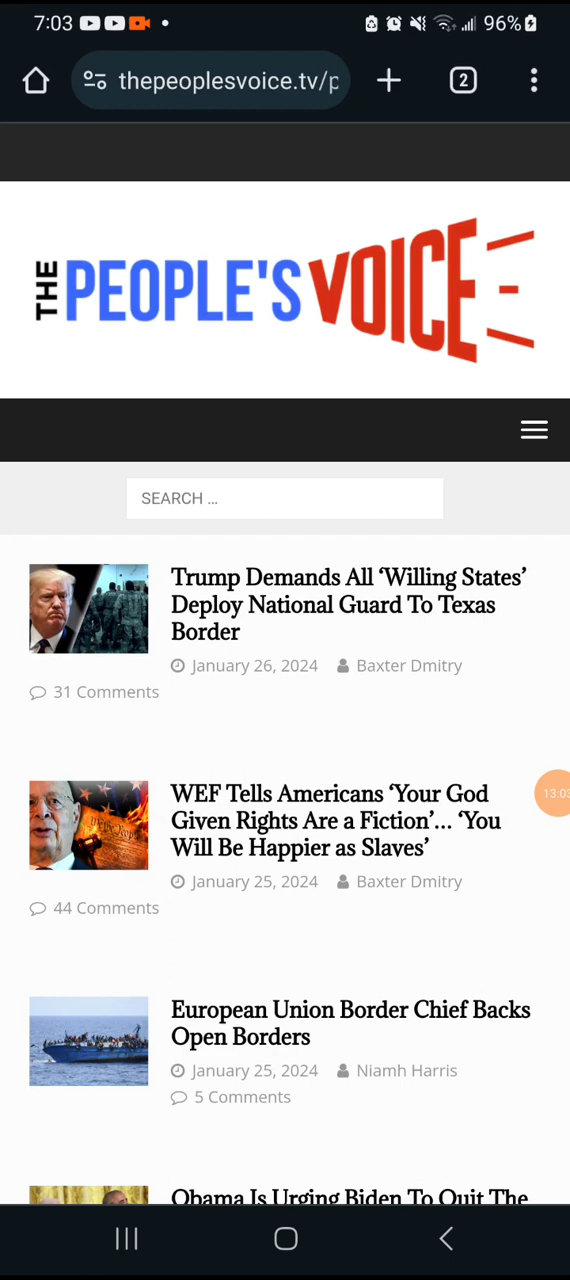 7:03 96%
thepeoplesvoice.tv/p 2
THE PEOPLE'S VOICE
SEARCH …
Trump Demands All ‘Willing States’
Deploy National Guard To Texas
Border
January 26, 2024 Baxter Dmitry
31 Comments
WEF Tells Americans ‘Your God
Given Rights Are a Fiction’… ‘You
Will Be Happier as Slaves’
13:03
January 25, 2024 Baxter Dmitry
44 Comments
European Union Border Chief Backs
Open Borders
January 25, 2024 Niamh Harris
5 Comments
Obama Is Urging Biden To Quit The